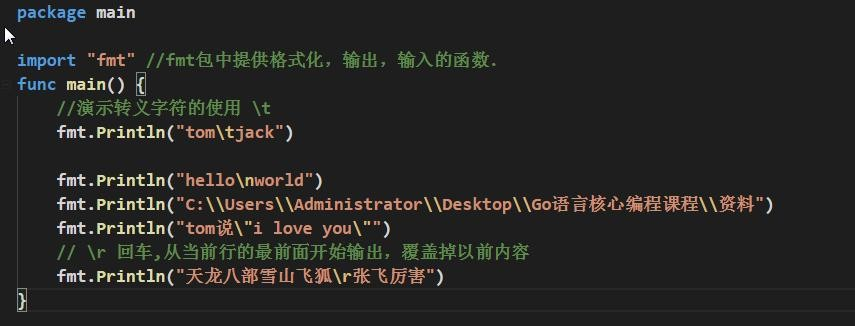 package main
import "fmt" //fmt包中提供格式化，输出，输入的函数.
func main() {
//演示转义字符的使用 \t
fmt.Println("tom\tjack")
fmt.Println("hello\nworld")
fmt.Println("C:\\Users\\Administrator\\Desktop\\Go语言核心编程课程\\资料")
fmt.Println("tom说\"i love you\"")
// \r 回车,从当前行的最前面开始输出，覆盖掉以前内容
fmt.Println("天龙八部雪山飞狐\r张飞厉害")
}